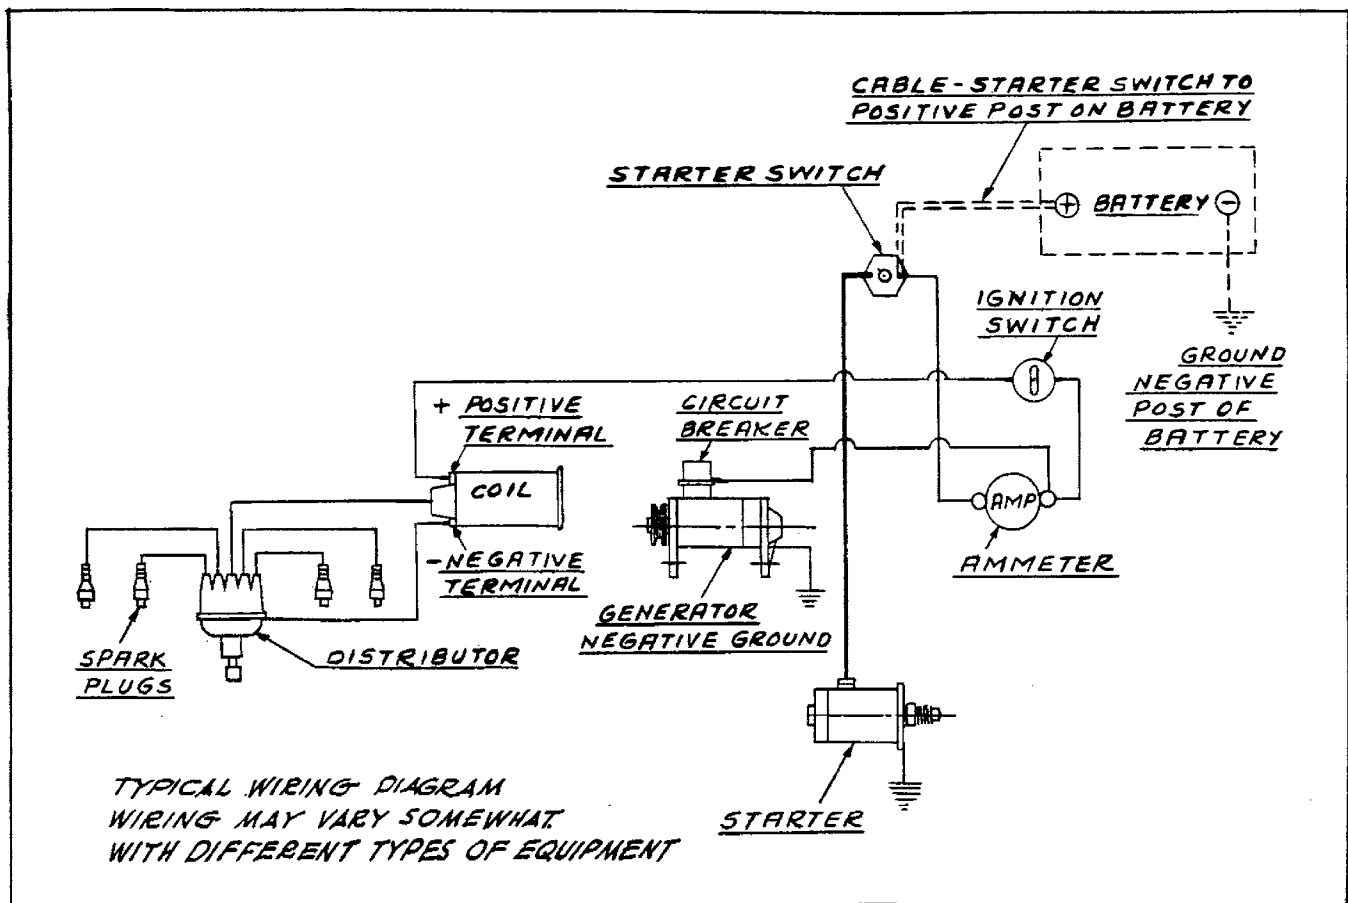 CABLE-STARTER SWITCH TO
POSITIVE POST ON BATTERY
STARTER SWITCH
+ BATTERY -
IGNITION
SWITCH
GROUND
NEGATIVE
POST OF
BATTERY
+ POSITIVE
TERMINAL
CIRCUIT
BREAKER
COIL
AMP
- NEGATIVE
TERMINAL
AMMETER
GENERATOR
NEGATIVE GROUND
SPARK
PLUGS
DISTRIBUTOR
STARTER
TYPICAL WIRING DIAGRAM
WIRING MAY VARY SOMEWHAT.
WITH DIFFERENT TYPES OF EQUIPMENT